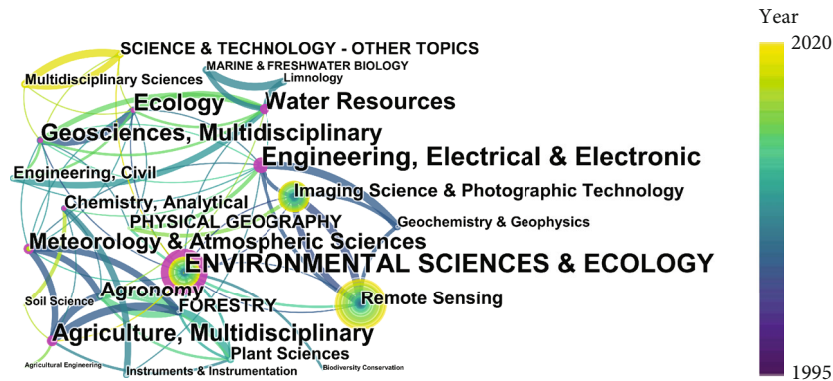 Year
2020
SCIENCE & TECHNOLOGY - OTHER TOPICS
MARINE & FRESHWATER BIOLOGY
Multidisciplinary Sciences
Limnology
Ecology
Water Resources
Geosciences, Multidisciplinary
Engineering, Electrical & Electronic
Engineering, Civil
Imaging Science & Photographic Technology
Chemistry, Analytical
PHYSICAL GEOGRAPHY
Geochemistry & Geophysics
Meteorology & Atmospheric Sciences
ENVIRONMENTAL SCIENCES & ECOLOGY
Agronomy
Soil Science
FORESTRY
Remote Sensing
Agriculture, Multidisciplinary
Plant Sciences
Agricultural Engineering
Instruments & Instrumentation
Biodiversity Conservation
1995